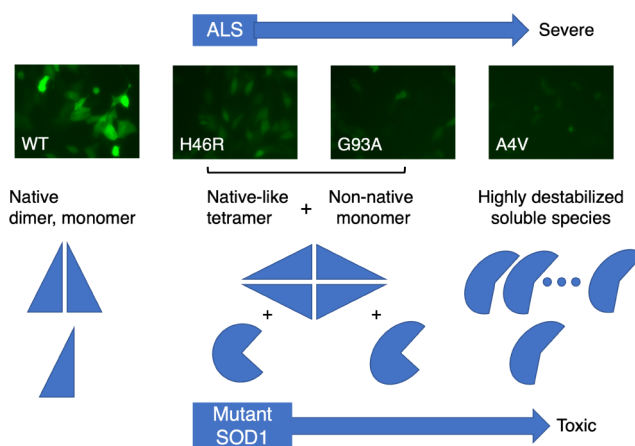 ALS
Severe
WT
H46R
G93A
A4V
Native
dimer, monomer
Native-like
tetramer
+
Non-native
monomer
Highly destabilized
soluble species
+
+
Mutant
SOD1
Toxic